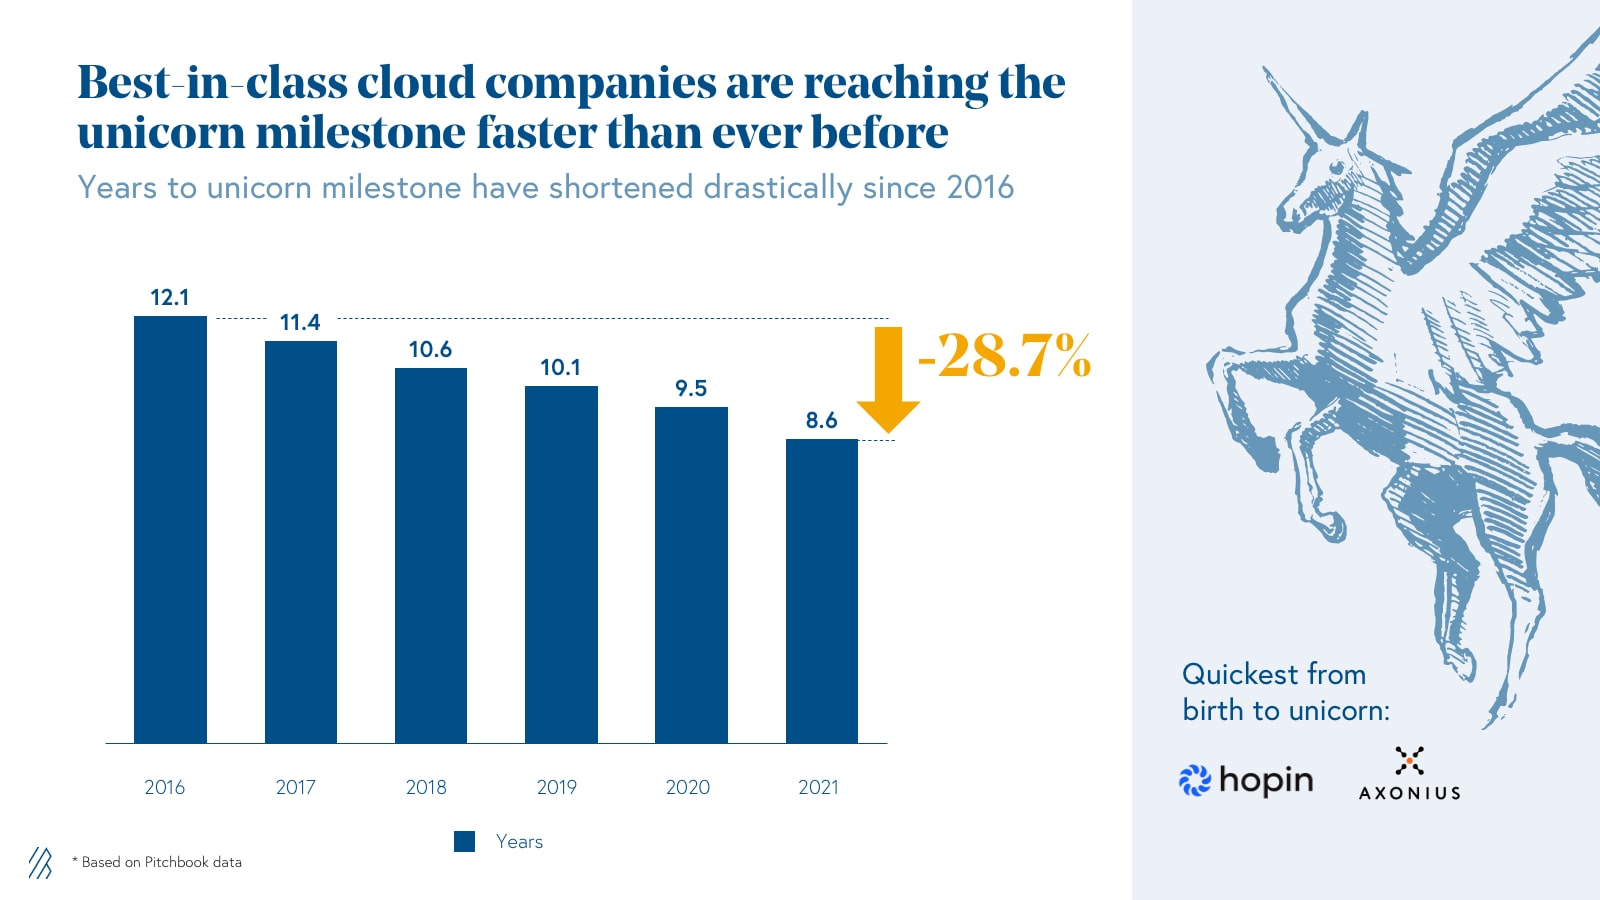 Best-in-class cloud companies are reaching the
unicorn milestone faster than ever before
Years to unicorn milestone have shortened drastically since 2016
12.1
11.4
10.6
10.1
9.5
8.6
-28.7%
2016
2017
2018
2019
2020
2021
Years
* Based on Pitchbook data
Quickest from
birth to unicorn:
hopin
AXONIUS